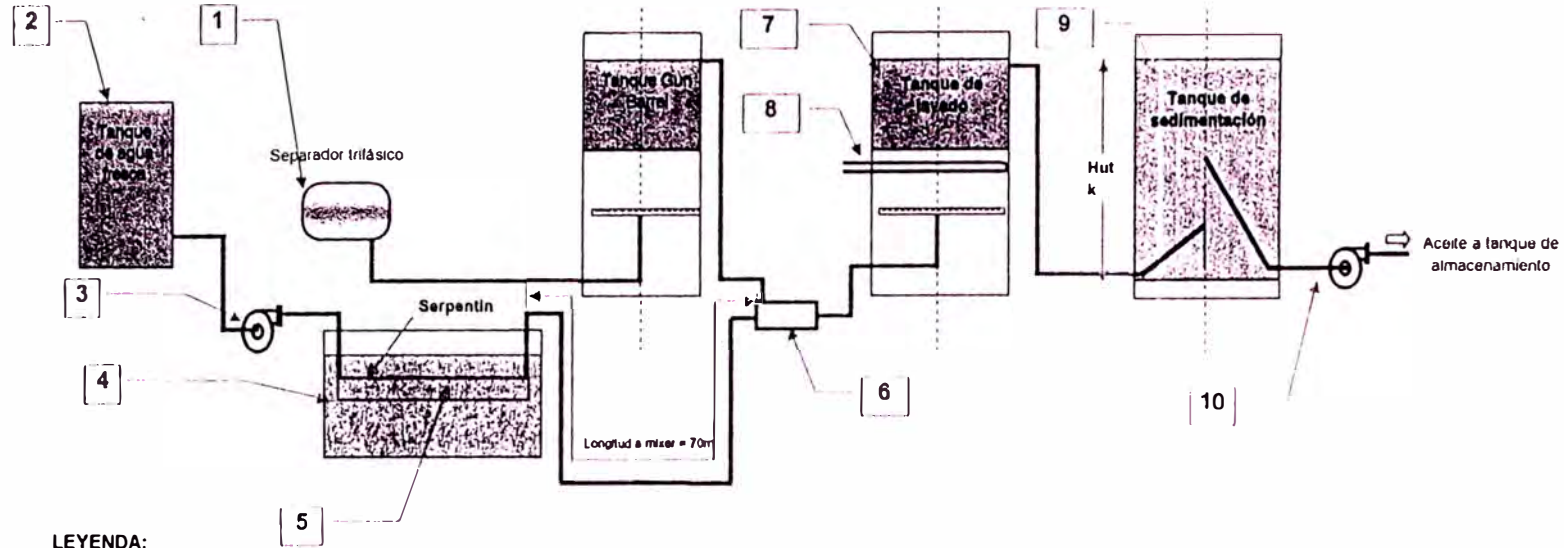 2
1
7
9
Tanque Gun
Barrel
Tanque de
lavado
Tanque de
sedimentación
Tanque
de agua
fresca
8
Separador trifásico
Hut
k
Aceite a tanque de
almacenamiento
3
Serpentin
4
6
10
Longitud a mixer = 70m
5
LEYENDA: